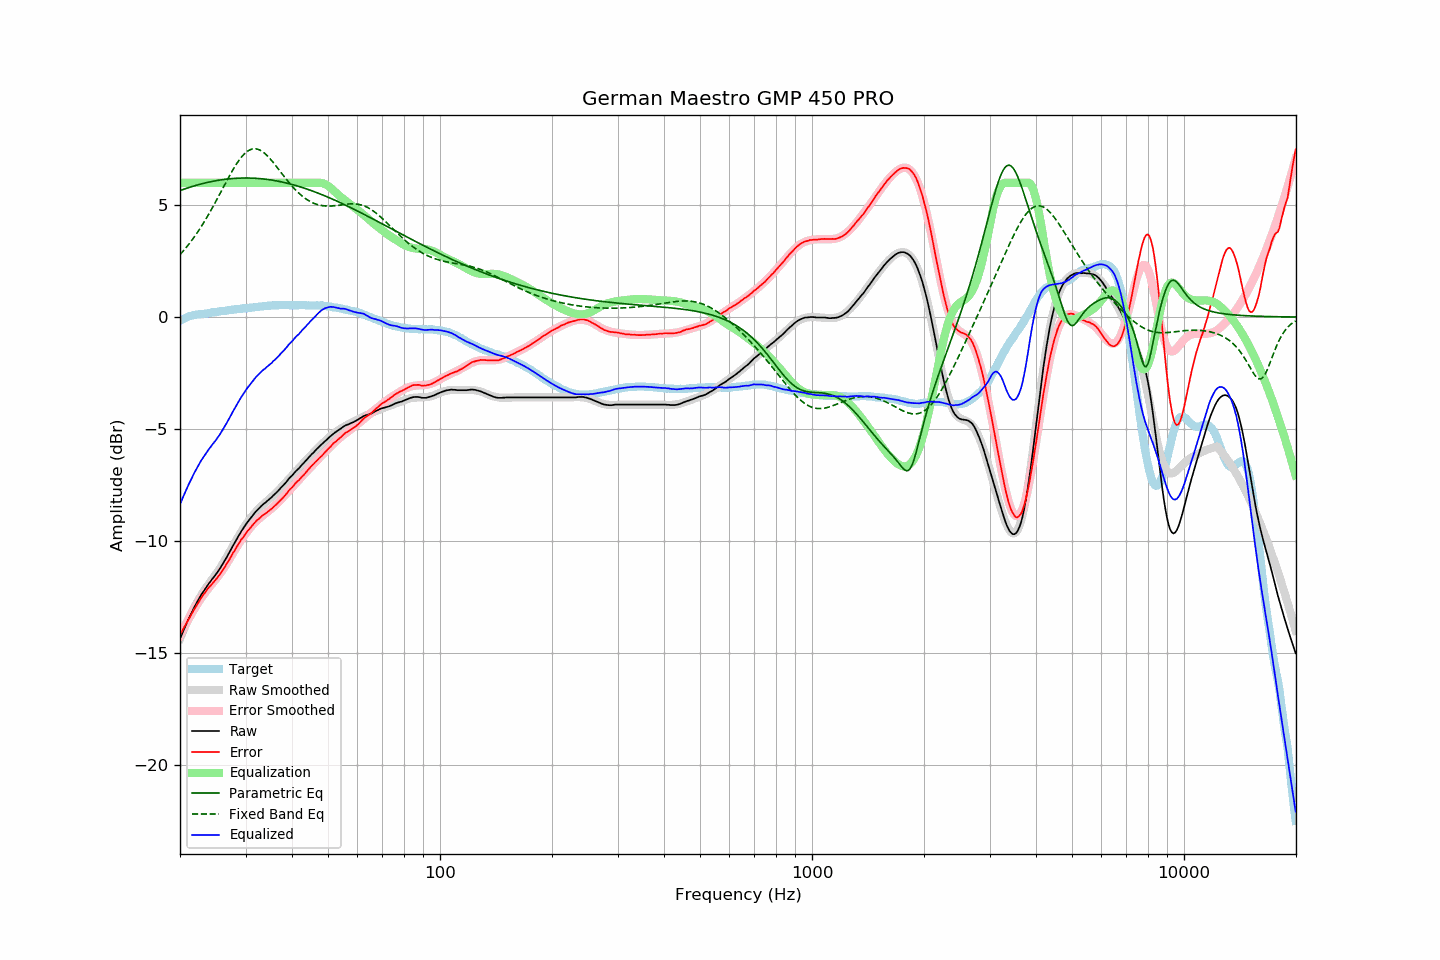 German Maestro GMP 450 PRO
Amplitude (dBr)
5
0
−5
−10
−15
−20
Target
Raw Smoothed
Error Smoothed
Raw
Error
Equalization
Parametric Eq
Fixed Band Eq
Equalized
100
1000
10000
Frequency (Hz)